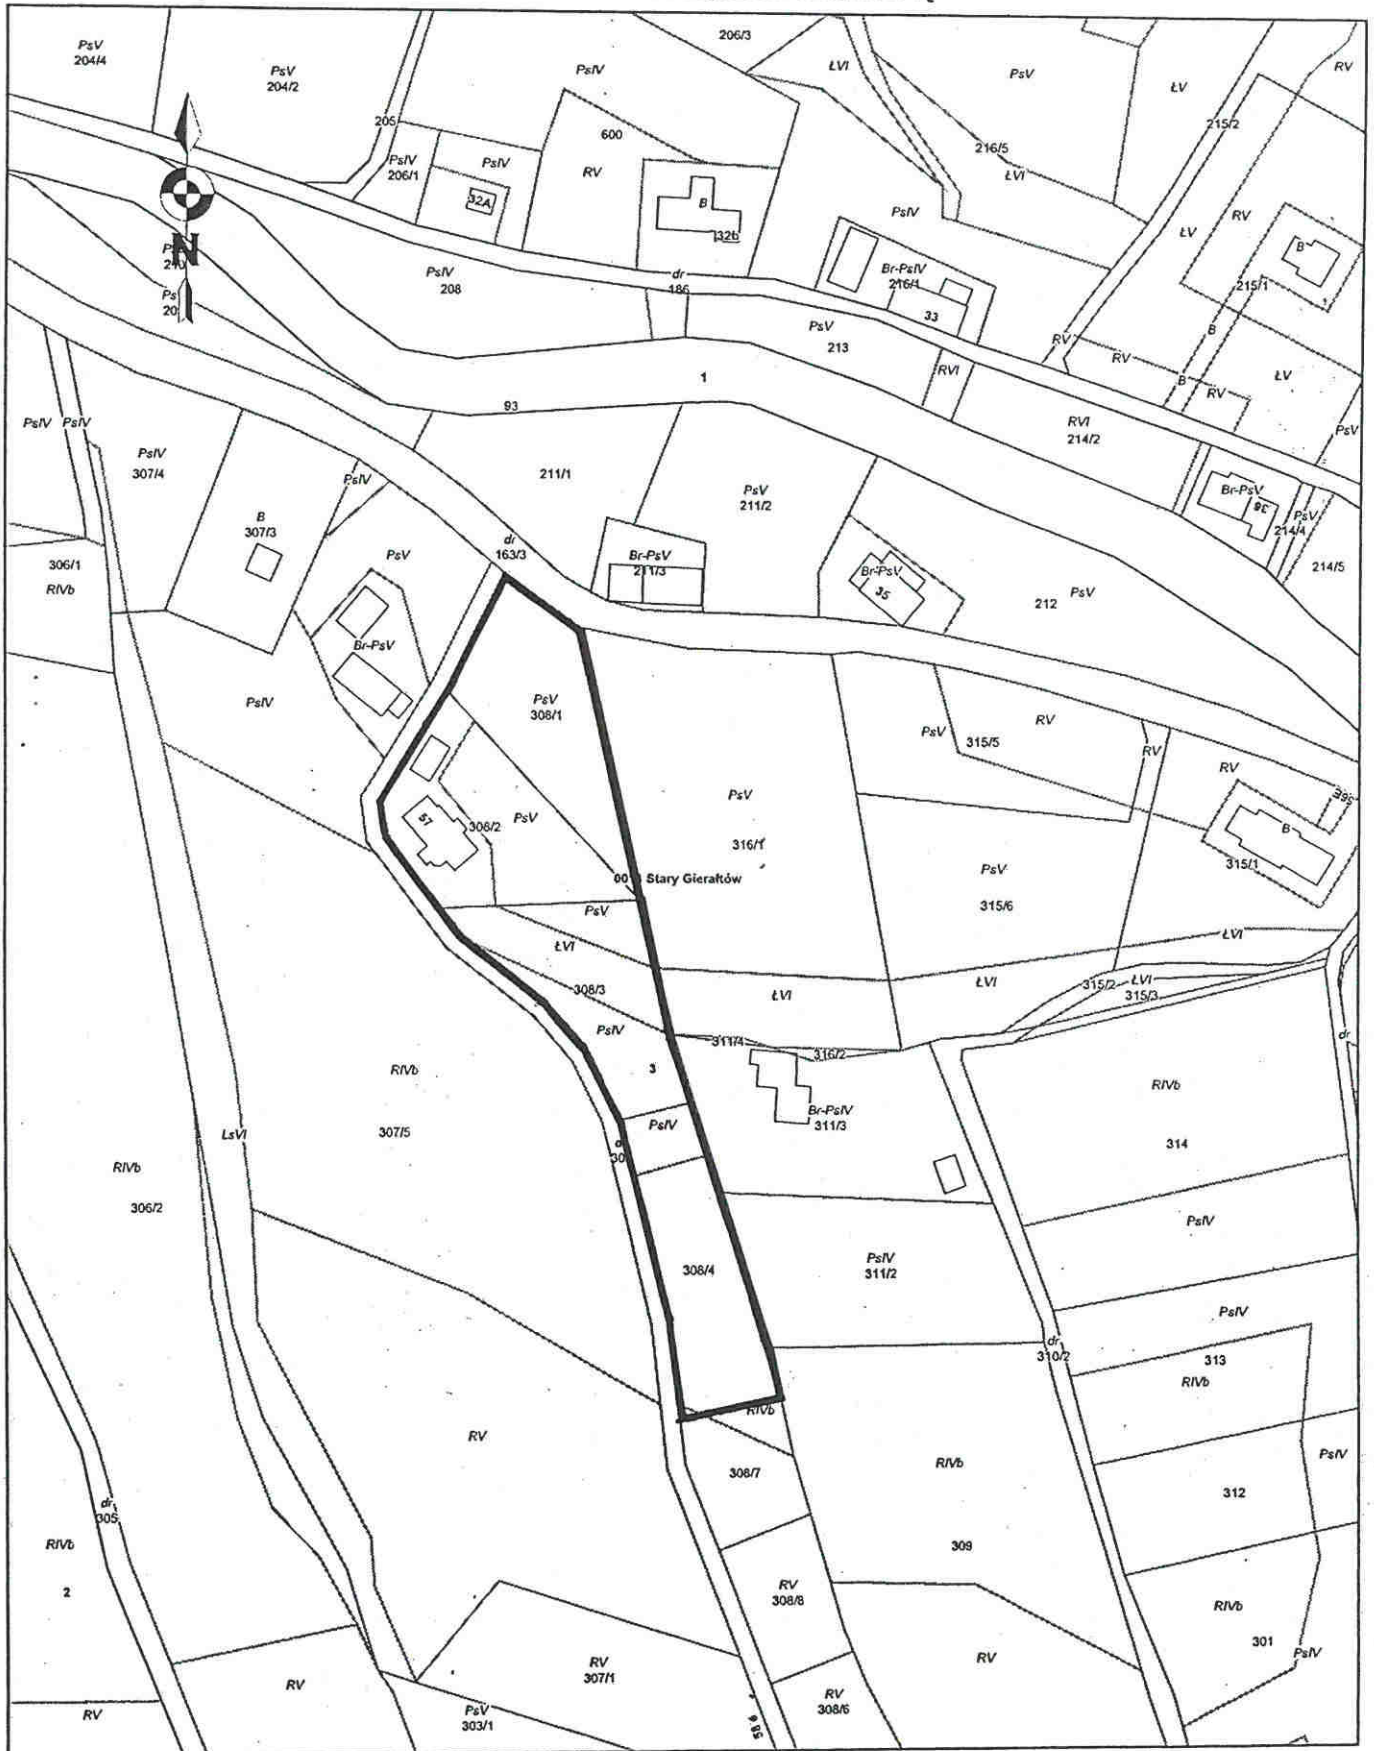 PsV
204/4
PsV
204/2
205
PsIV
206/3
ŁVI
PsV
ŁV
RV
600
RV
PsIV
206/1
PsIV
32A
B
32b
216/5
ŁVI
215/2
PsIV
RV
ŁV
B
215/1
N
PsIV
208
dr
186
Br-PsIV
216/1
33
PsV
213
RVI
RV
RV
B
B
RV
ŁV
1
93
RVI
214/2
PsV
PsIV
PsIV
PsIV
307/4
PsIV
211/1
PsV
211/2
Br-PsV
36
PsV
214/4
214/5
B
307/3
dr
163/3
PsV
Br-PsV
211/3
Br-PsV
35
212
PsV
306/1
RIVb
Br-PsV
PsIV
PsV
308/1
PsV
RV
315/5
RV
RV
PsV
316/1
57
308/2
PsV
B
315/1
Stary Gierałtów
PsV
315/6
PsV
ŁVI
ŁVI
308/3
ŁVI
ŁVI
315/2
ŁVI
315/3
PsIV
311/4
316/2
dr
3
RIVb
RIVb
PsIV
Br-PsIV
311/3
LsVI
307/5
314
30
RIVb
306/2
PsIV
308/4
PsIV
311/2
PsIV
dr
310/2
313
RIVb
RIVb
RV
308/7
RIVb
PsIV
312
dr
305
RIVb
309
2
RV
308/8
RIVb
301
PsIV
RV
RV
307/1
RV
RV
308/6
RV
PsV
303/1